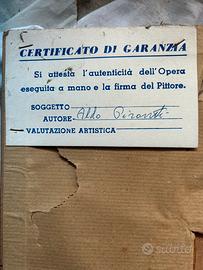 CERTIFICATO DI GARANZIA
Si attesta l'autenticità dell'Opera
eseguita a mano e la firma del Pittore.
SOGGETTO
AUTORE- Aldo
VALUTAZIONE ARTISTICA
subito